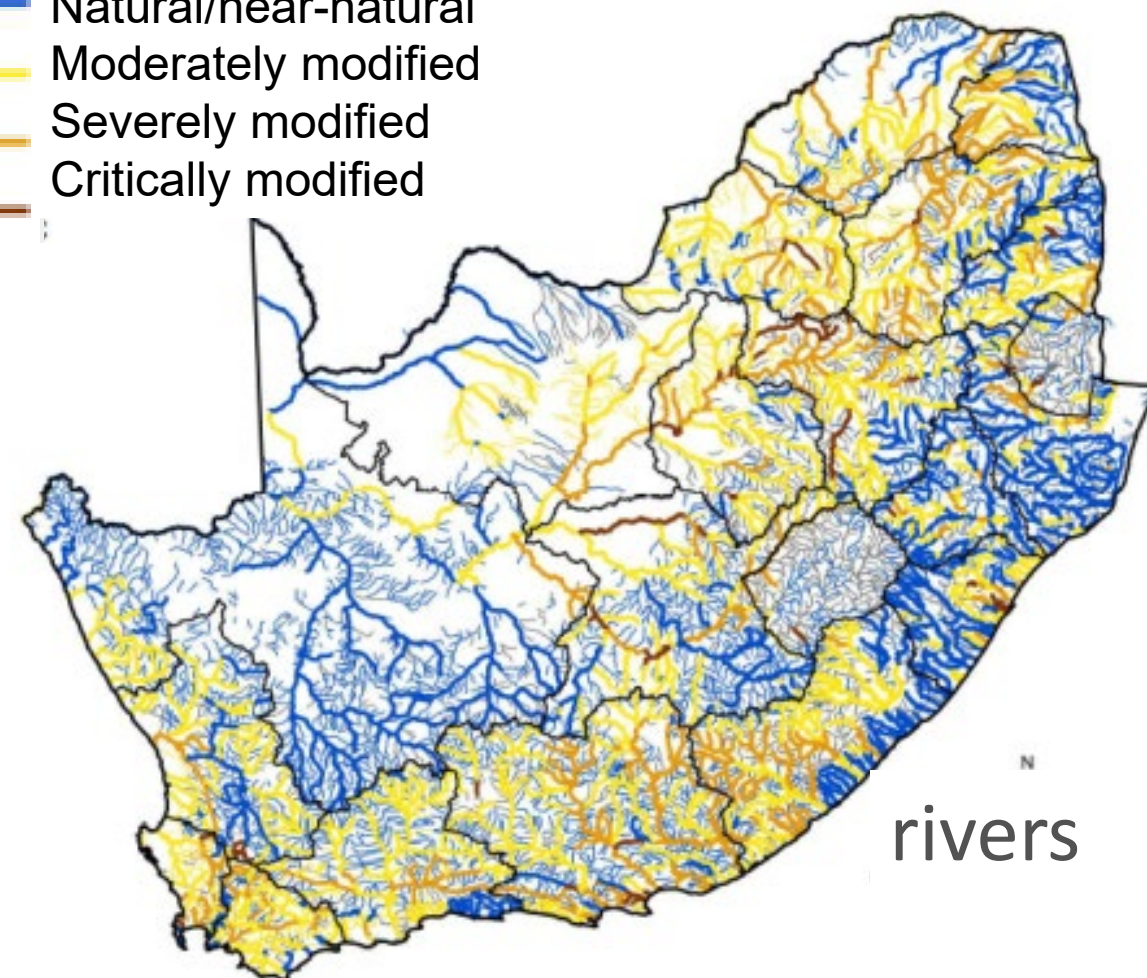 Natural/near-natural
Moderately modified
Severely modified
Critically modified
N
rivers